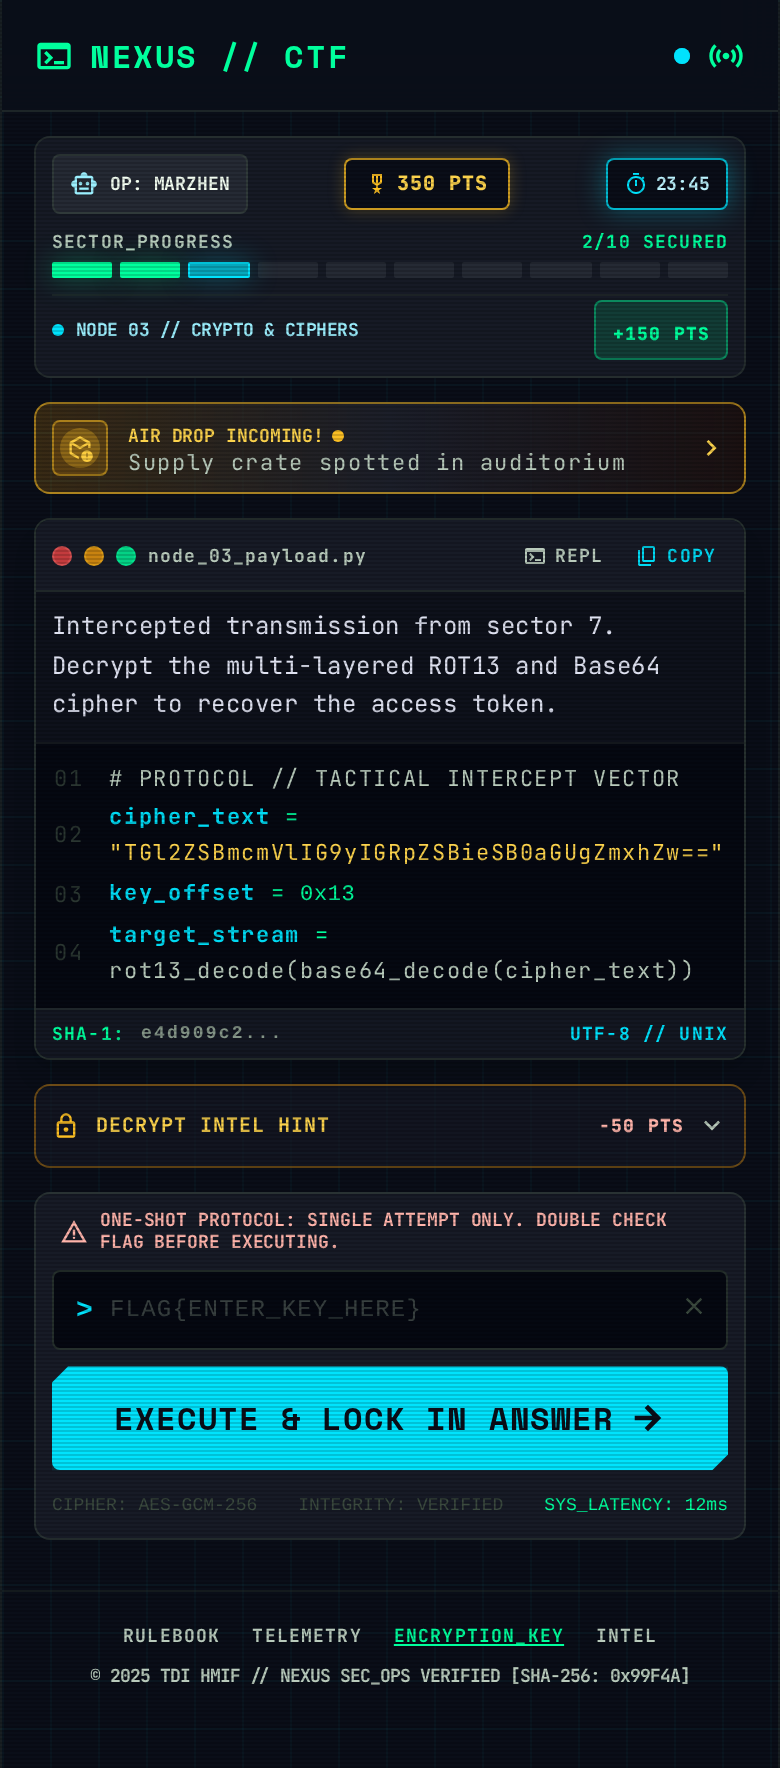 NEXUS // CTF
OP: MARZHEN
350 PTS
23:45
SECTOR_PROGRESS
2/10 SECURED
NODE 03 // CRYPTO & CIPHERS
+150 PTS
AIR DROP INCOMING!
Supply crate spotted in auditorium
node_03_payload.py
REPL
COPY
Intercepted transmission from sector 7.
Decrypt the multi-layered ROT13 and Base64
cipher to recover the access token.
01 # PROTOCOL // TACTICAL INTERCEPT VECTOR
02 cipher_text =
"TGl2ZSBmcmVlIG9yIGRpZSBieSB0aGUgZmxhZw=="
03 key_offset = 0x13
04 target_stream =
rot13_decode(base64_decode(cipher_text))
SHA-1: e4d909c2...
UTF-8 // UNIX
DECRYPT INTEL HINT
-50 PTS
ONE-SHOT PROTOCOL: SINGLE ATTEMPT ONLY. DOUBLE CHECK
FLAG BEFORE EXECUTING.
> FLAG{ENTER_KEY_HERE}
EXECUTE & LOCK IN ANSWER →
CIPHER: AES-GCM-256
INTEGRITY: VERIFIED
SYS_LATENCY: 12ms
RULEBOOK TELEMETRY ENCRYPTION_KEY INTEL
© 2025 TDI HMIF // NEXUS SEC_OPS VERIFIED [SHA-256: 0x99F4A]